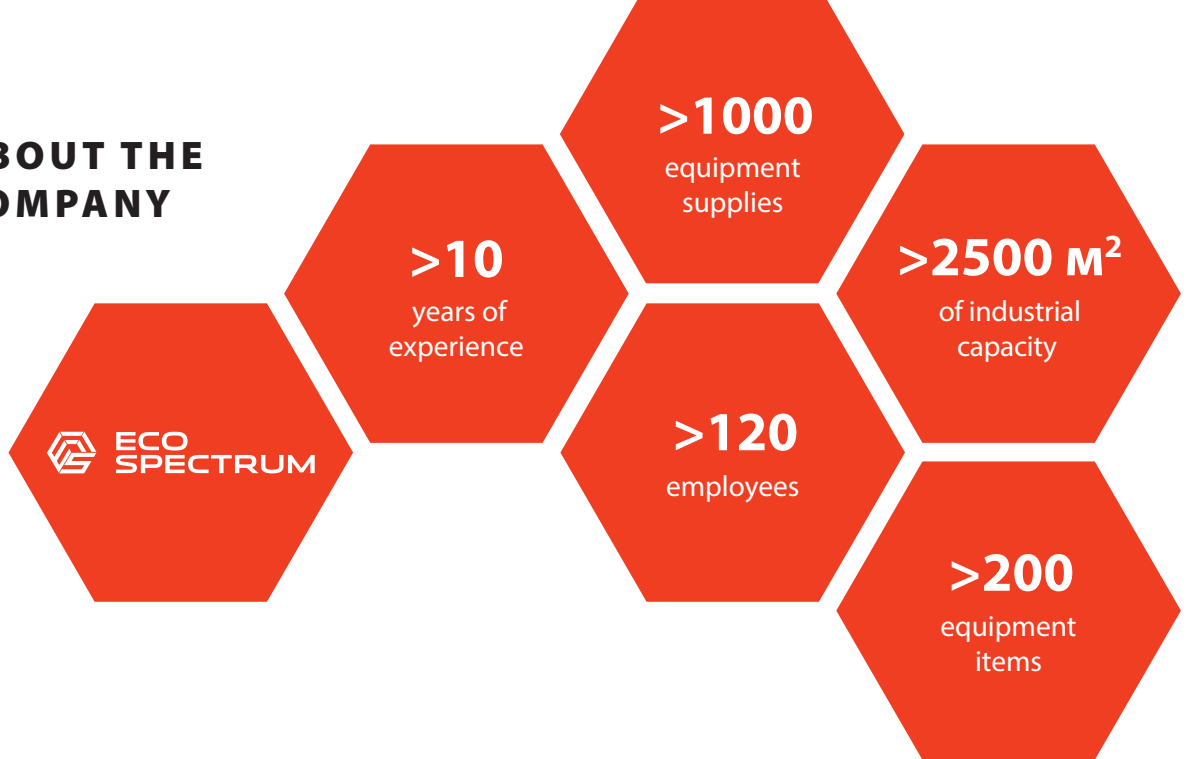 BOUT THE
OMPANY
>1000
equipment
supplies
>10
years of
experience
>2500 м²
of industrial
capacity
ECO
SPECTRUM
>120
employees
>200
equipment
items